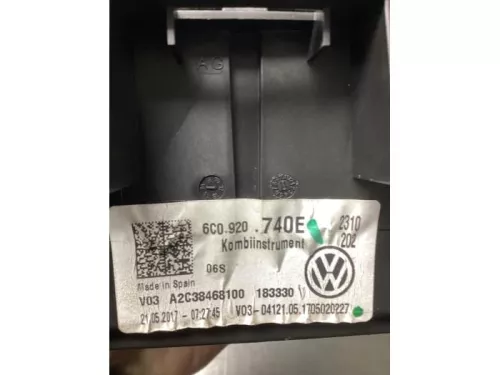 AG
6C0.920 .740E
2310
202
Kombiinstrument
06S
Made in Spain
V03 A2C38468100 183330
21.05.2017 - 07:27:45 V03-04121.05.1705020227